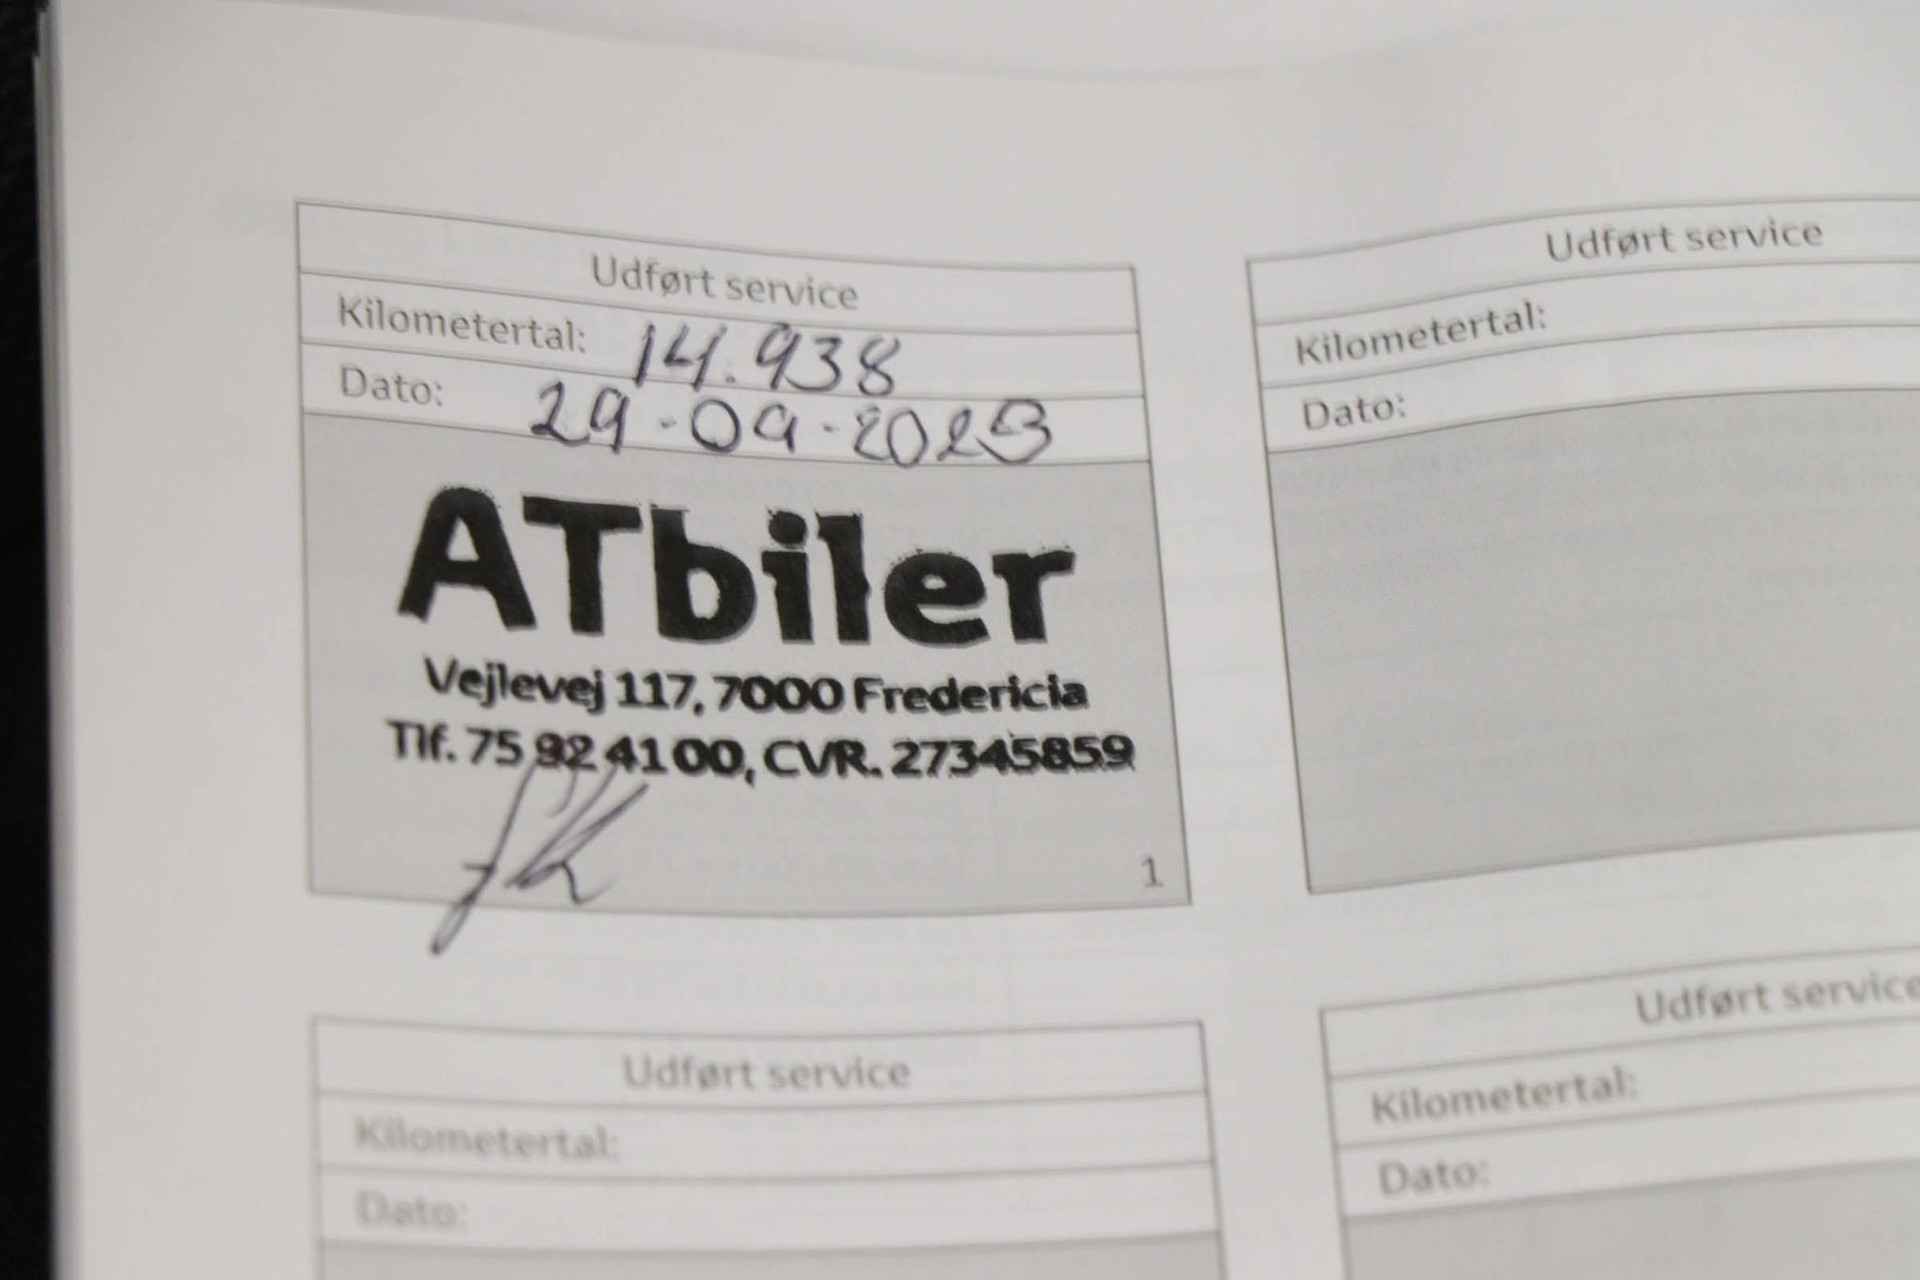 Udført service
Kilometertal: 14.938
Dato: 29-09-2023
ATbiler
Vejlevej 117, 7000 Fredericia
Tlf. 75 92 41 00, CVR. 27345859
1
Udført service
Kilometertal:
Dato:
Udført service
Kilometertal:
Dato:
Udført service
Kilometertal:
Dato: